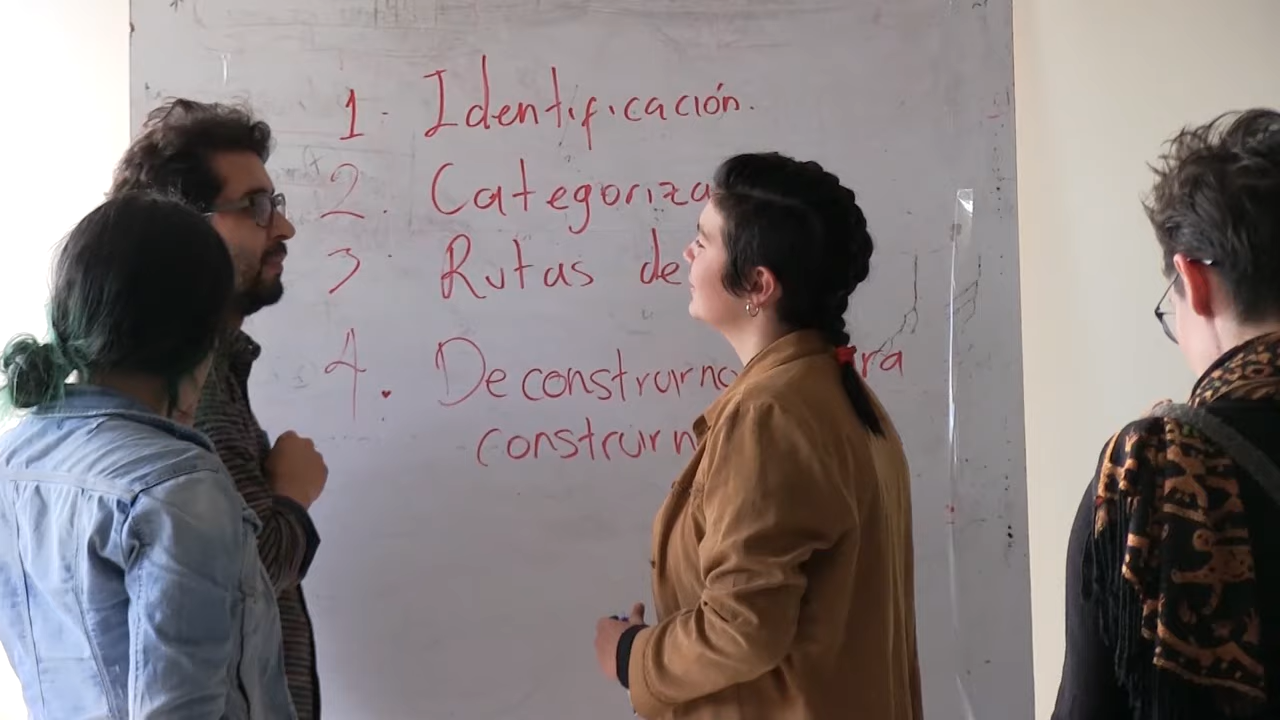 1. Identificación.
2. Categoriza
3. Rutas de
4. Deconstruirno ra
construirn